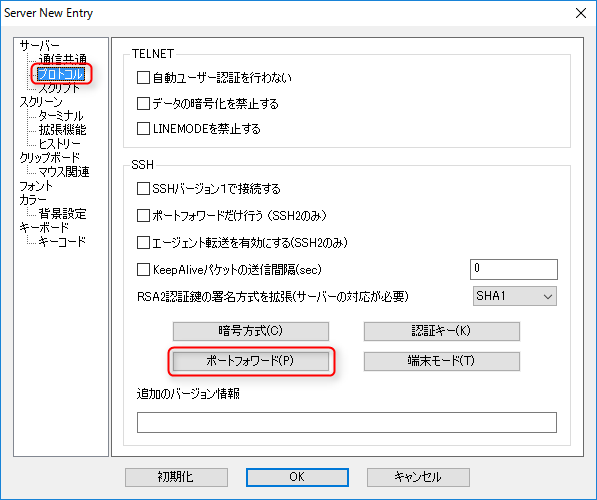 Server New Entry
サーバー
通信共通
プロトコル
スクリプト
スクリーン
ターミナル
拡張機能
ヒストリー
クリップボード
マウス関連
フォント
カラー
背景設定
キーボード
キーコード
TELNET
自動ユーザー認証を行わない
データの暗号化を禁止する
LINEMODEを禁止する
SSH
SSHバージョン1で接続する
ポートフォワードだけ行う (SSH2のみ)
エージェント転送を有効にする(SSH2のみ)
KeepAliveパケットの送信間隔(sec) 0
RSA2認証鍵の署名方式を拡張(サーバーの対応が必要) SHA1
暗号方式(C) 認証キー(K)
ポートフォワード(P) 端末モード(T)
追加のバージョン情報
初期化 OK キャンセル